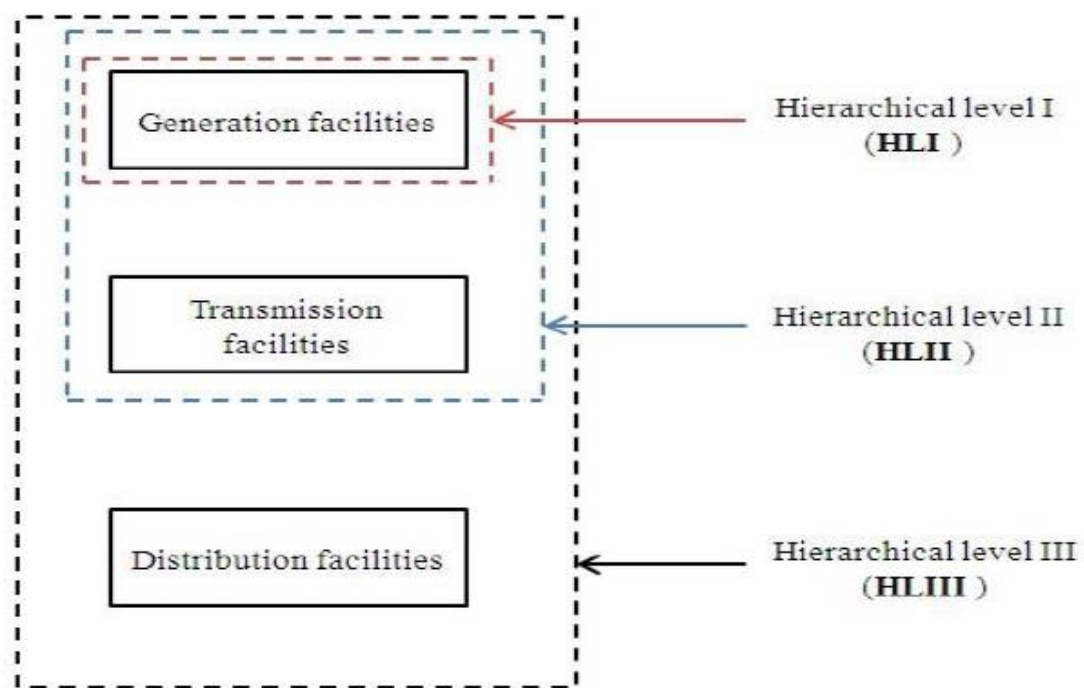 Generation facilities
Hierarchical level I
(HLI )
Transmission
facilities
Hierarchical level II
(HLII )
Distribution facilities
Hierarchical level III
(HLIII )